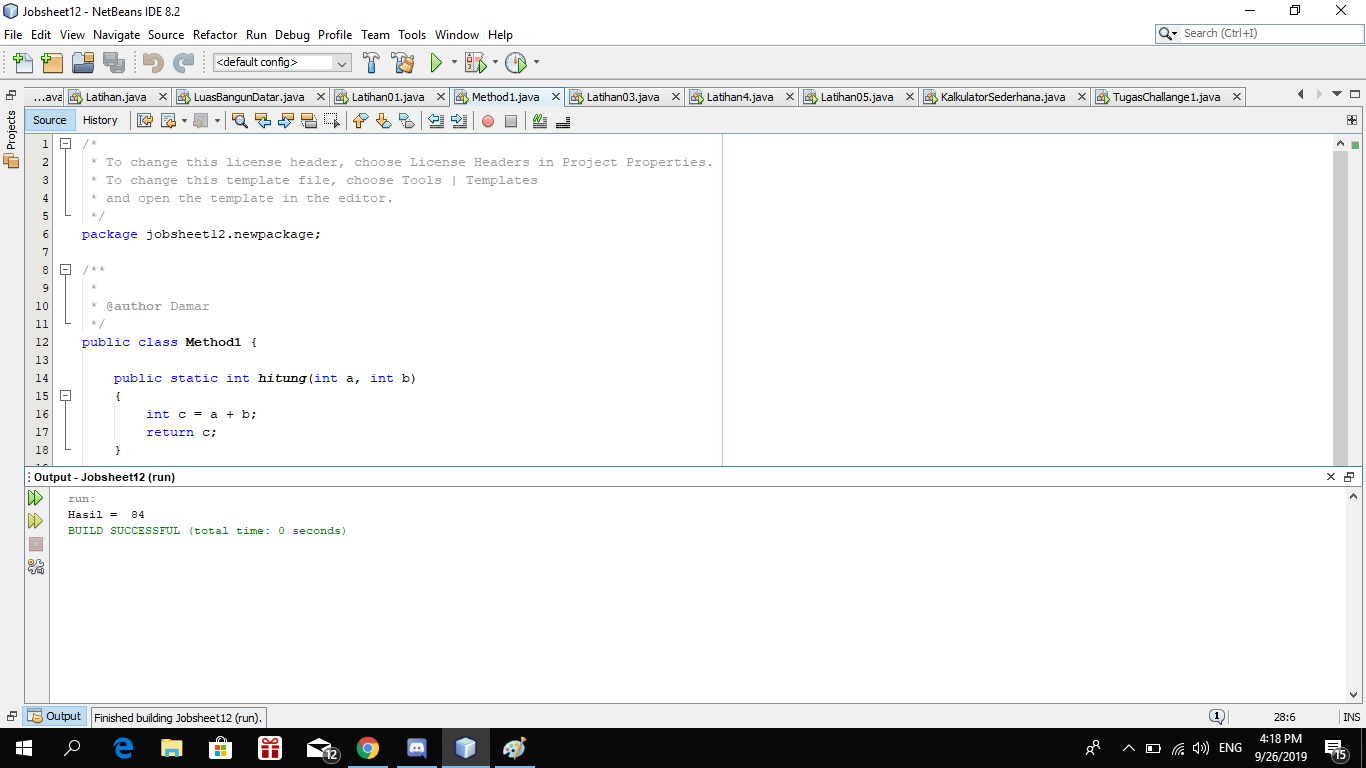 Jobsheet12 - NetBeans IDE 8.2
File Edit View Navigate Source Refactor Run Debug Profile Team Tools Window Help
Search (Ctrl+I)
<default config>
...ava Latihan.java LuasBangunDatar.java Latihan01.java Method1.java Latihan03.java Latihan4.java Latihan05.java KalkulatorSederhana.java TugasChallange1.java
Projects
Source History
1 /*
2 * To change this license header, choose License Headers in Project Properties.
3 * To change this template file, choose Tools | Templates
4 * and open the template in the editor.
5 */
6 package jobsheet12.newpackage;
7
8 /**
9 *
10 * @author Damar
11 */
12 public class Method1 {
13
14 public static int hitung(int a, int b)
15 {
16 int c = a + b;
17 return c;
18 }
Output - Jobsheet12 (run)
run:
Hasil = 84
BUILD SUCCESSFUL (total time: 0 seconds)
Output
Finished building Jobsheet12 (run).
1
28:6
INS
12
ENG
4:18 PM
9/26/2019
15